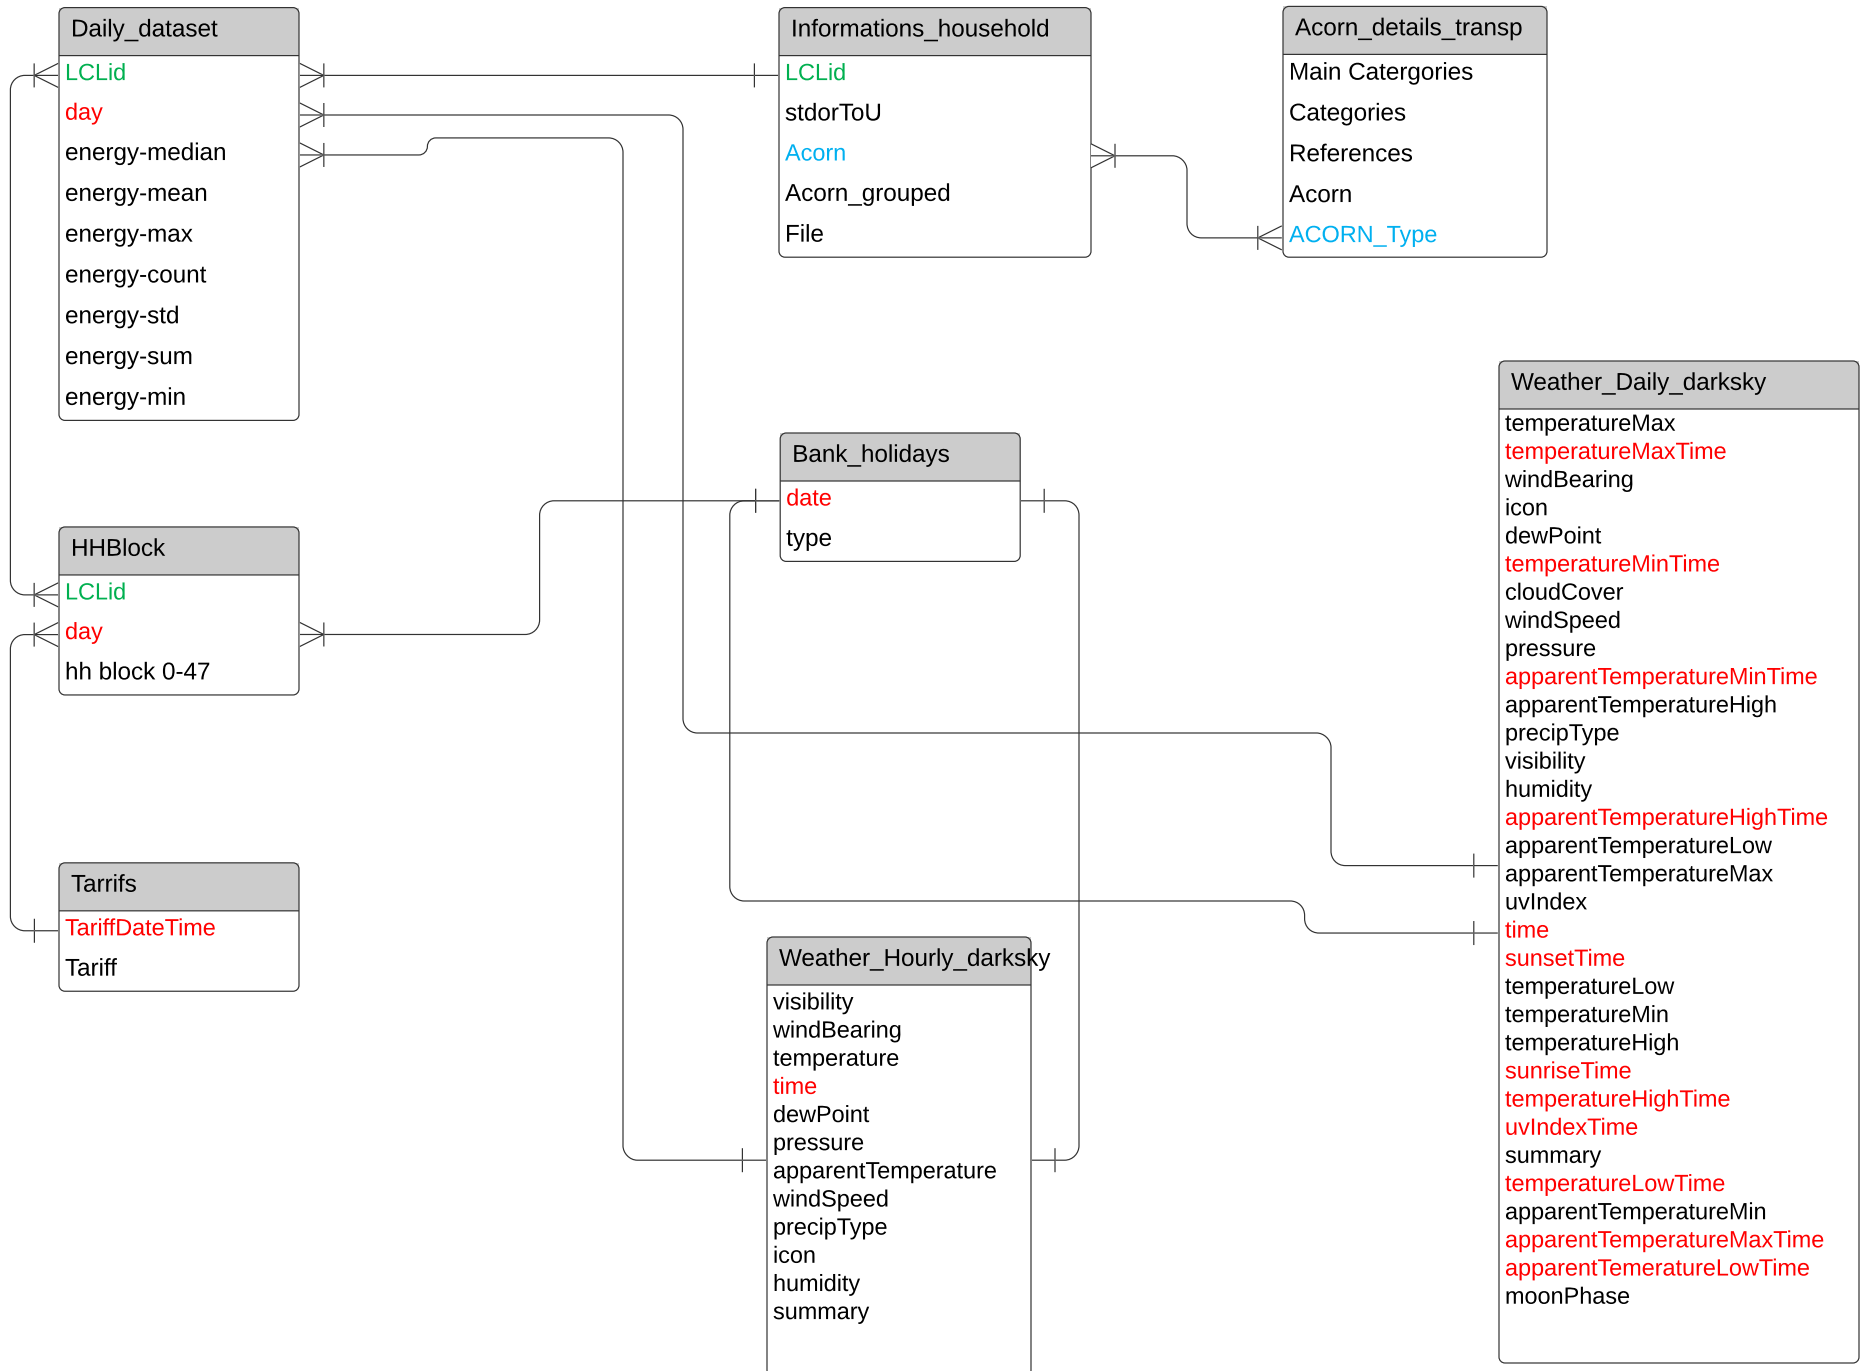 Daily_dataset
LCLid
day
energy-median
energy-mean
energy-max
energy-count
energy-std
energy-sum
energy-min
Informations_household
LCLid
stdorToU
Acorn
Acorn_grouped
File
Acorn_details_transp
Main Catergories
Categories
References
Acorn
ACORN_Type
HHBlock
LCLid
day
hh block 0-47
Bank_holidays
date
type
Tarrifs
TariffDateTime
Tariff
Weather_Hourly_darksky
visibility
windBearing
temperature
time
dewPoint
pressure
apparentTemperature
windSpeed
precipType
icon
humidity
summary
Weather_Daily_darksky
temperatureMax
temperatureMaxTime
windBearing
icon
dewPoint
temperatureMinTime
cloudCover
windSpeed
pressure
apparentTemperatureMinTime
apparentTemperatureHigh
precipType
visibility
humidity
apparentTemperatureHighTime
apparentTemperatureLow
apparentTemperatureMax
uvIndex
time
sunsetTime
temperatureLow
temperatureMin
temperatureHigh
sunriseTime
temperatureHighTime
uvIndexTime
summary
temperatureLowTime
apparentTemperatureMin
apparentTemperatureMaxTime
apparentTemeratureLowTime
moonPhase